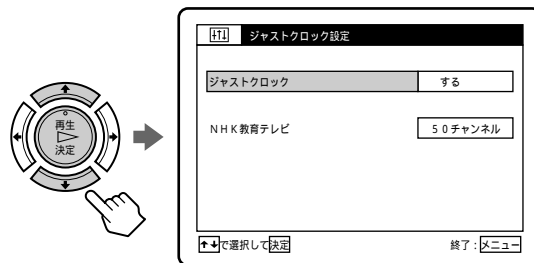 ジャストクロック設定
ジャストクロック する
再生
決定
NHK教育テレビ 50チャンネル
↑↓で選択して決定 終了:メニュー